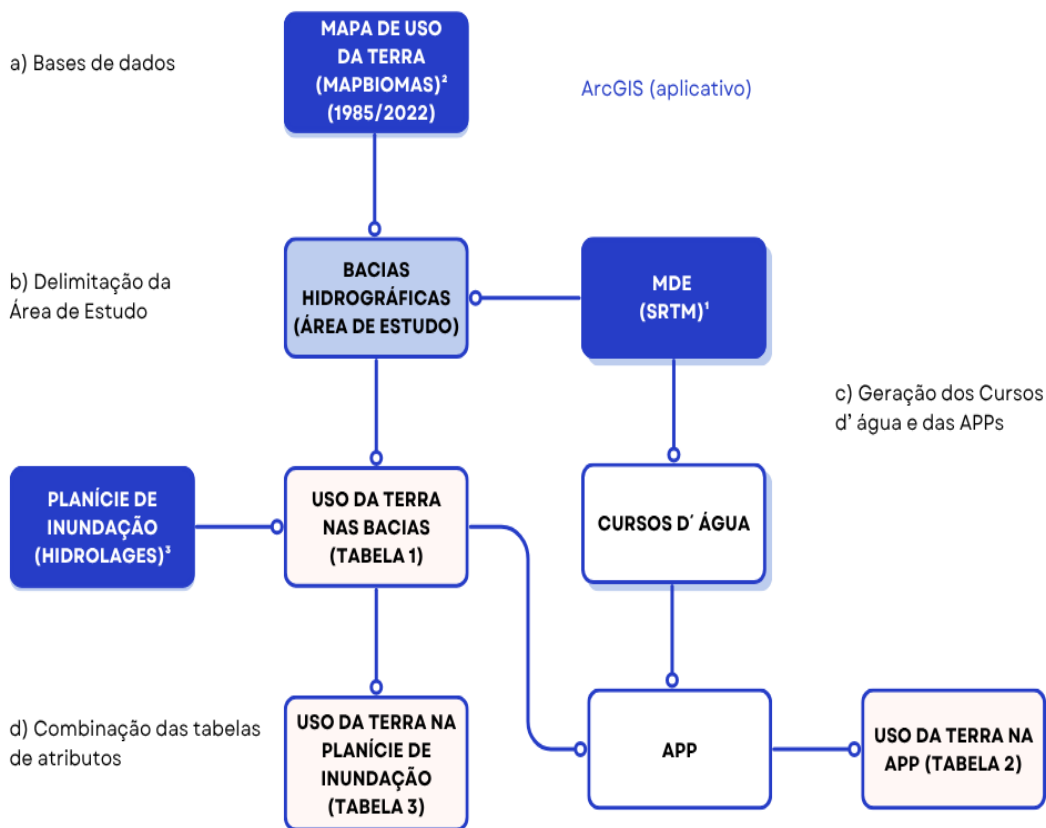 a) Bases de dados
MAPA DE USO
DA TERRA
(MAPBIOMAS)²
(1985/2022)
ArcGIS (aplicativo)
b) Delimitação da
Área de Estudo
BACIAS
HIDROGRÁFICAS
(ÁREA DE ESTUDO)
MDE
(SRTM)¹
c) Geração dos Cursos
d' água e das APPs
PLANÍCIE DE
INUNDAÇÃO
(HIDROLAGES)³
USO DA TERRA
NAS BACIAS
(TABELA 1)
CURSOS D´ ÁGUA
d) Combinação das tabelas
de atributos
USO DA TERRA NA
PLANÍCIE DE
INUNDAÇÃO
(TABELA 3)
APP
USO DA TERRA NA
APP (TABELA 2)